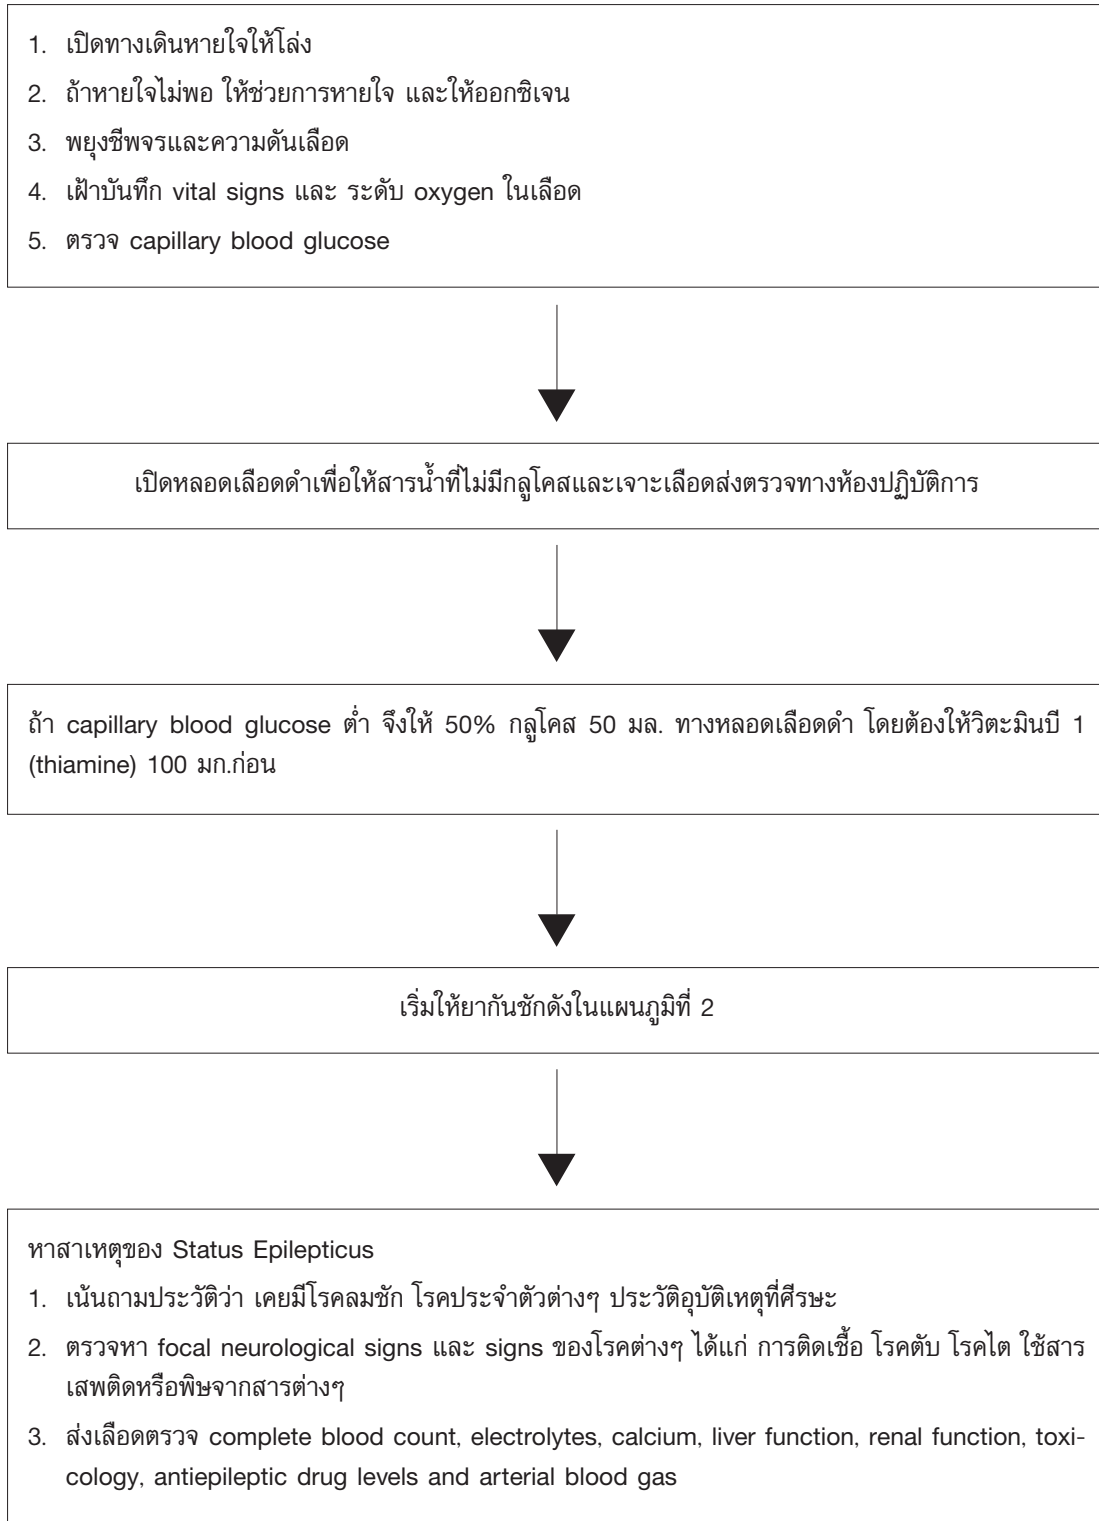 1. เปิดทางเดินหายใจให้โล่ง
2. ถ้าหายใจไม่พอ ให้ช่วยการหายใจ และให้ออกซิเจน
3. พยุงชีพจรและความดันเลือด
4. เฝ้าบันทึก vital signs และ ระดับ oxygen ในเลือด
5. ตรวจ capillary blood glucose
เปิดหลอดเลือดดำเพื่อให้สารน้ำที่ไม่มีกลูโคสและเจาะเลือดส่งตรวจทางห้องปฏิบัติการ
ถ้า capillary blood glucose ต่ำ จึงให้ 50% กลูโคส 50 มล. ทางหลอดเลือดดำ โดยต้องให้วิตะมินบี 1
(thiamine) 100 มก.ก่อน
เริ่มให้ยากันชักดังในแผนภูมิที่ 2
หาสาเหตุของ Status Epilepticus
1. เน้นถามประวัติว่า เคยมีโรคลมชัก โรคประจำตัวต่างๆ ประวัติอุบัติเหตุที่ศีรษะ
2. ตรวจหา focal neurological signs และ signs ของโรคต่างๆ ได้แก่ การติดเชื้อ โรคตับ โรคไต ใช้สาร
เสพติดหรือพิษจากสารต่างๆ
3. ส่งเลือดตรวจ complete blood count, electrolytes, calcium, liver function, renal function, toxi-
cology, antiepileptic drug levels and arterial blood gas